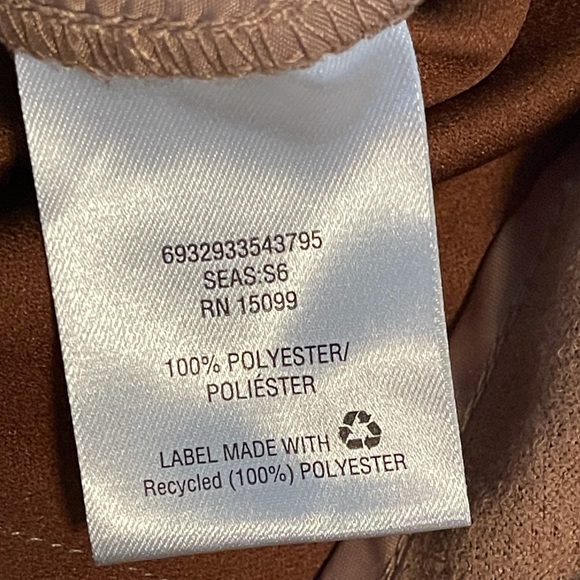 6932933543795
SEAS:S6
RN 15099
100% POLYESTER/
POLIÉSTER
LABEL MADE WITH
Recycled (100%) POLYESTER